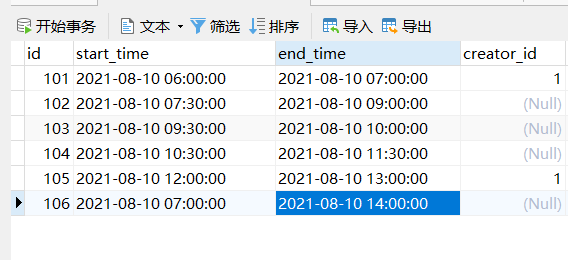 开始事务 文本 筛选 排序 导入 导出
id start_time end_time creator_id
101 2021-08-10 06:00:00 2021-08-10 07:00:00 1
102 2021-08-10 07:30:00 2021-08-10 09:00:00 (Null)
103 2021-08-10 09:30:00 2021-08-10 10:00:00 (Null)
104 2021-08-10 10:30:00 2021-08-10 11:30:00 (Null)
105 2021-08-10 12:00:00 2021-08-10 13:00:00 1
106 2021-08-10 07:00:00 2021-08-10 14:00:00 (Null)